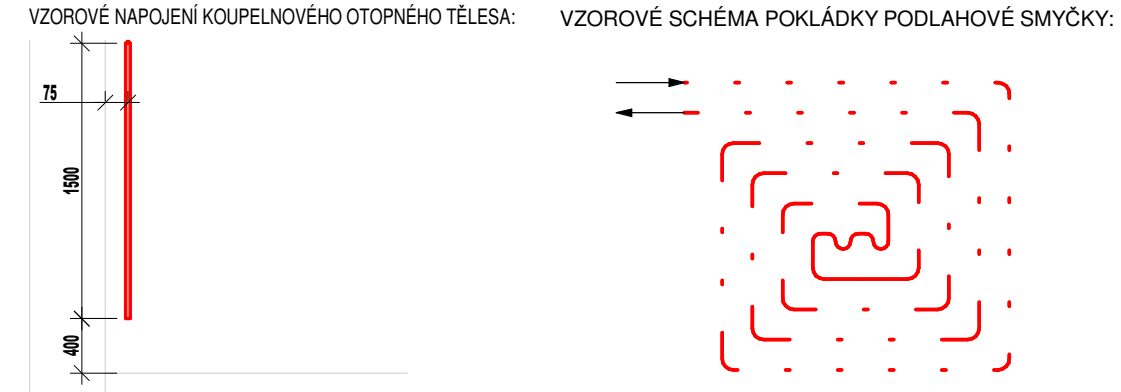 VZOROVÉ NAPOJENÍ KOUPELNOVÉHO OTOPNÉHO TĚLESA:
VZOROVÉ SCHÉMA POKLÁDKY PODLAHOVÉ SMYČKY:
75
1500
400